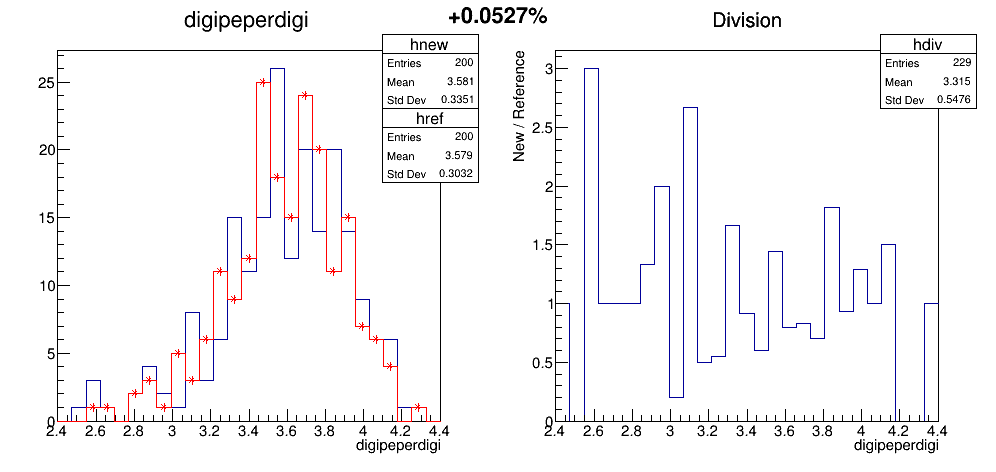 +0.0527%
digipeperdigi
hnew
Entries 200
Mean 3.581
Std Dev 0.3351
href
Entries 200
Mean 3.579
Std Dev 0.3032
25
20
15
10
5
0
2.4 2.6 2.8 3 3.2 3.4 3.6 3.8 4 4.2 4.4
digipeperdigi
Division
hdiv
Entries 229
Mean 3.315
Std Dev 0.5476
New / Reference
3
2.5
2
1.5
1
0.5
0
2.4 2.6 2.8 3 3.2 3.4 3.6 3.8 4 4.2 4.4
digipeperdigi